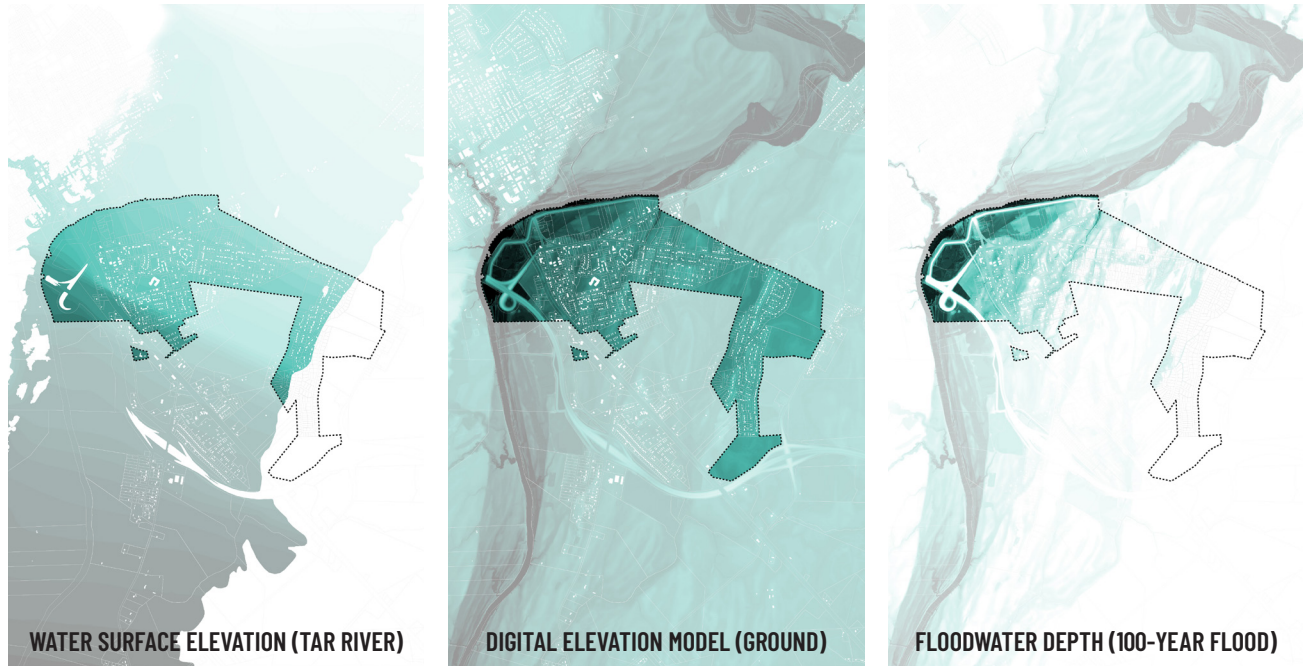 WATER SURFACE ELEVATION (TAR RIVER)
DIGITAL ELEVATION MODEL (GROUND)
FLOODWATER DEPTH (100-YEAR FLOOD)